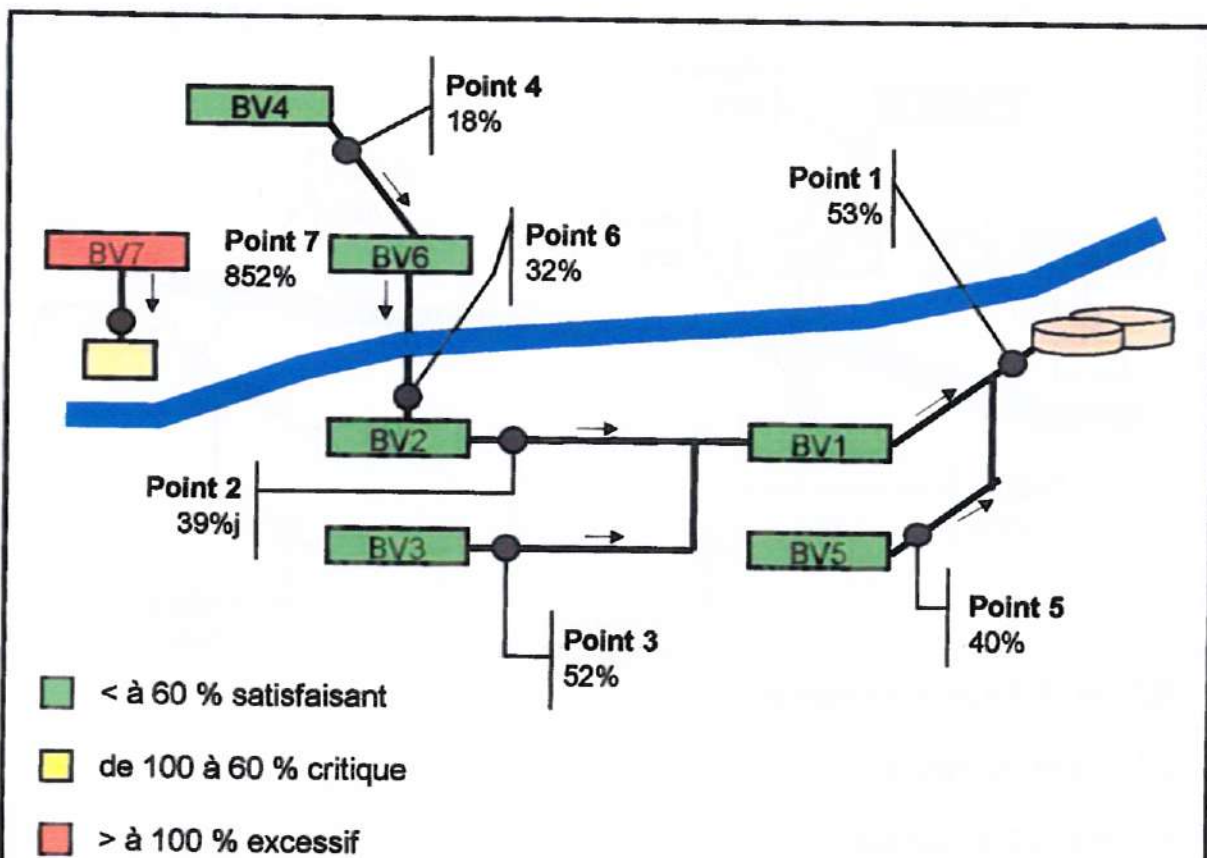 BV4
Point 4
18%
Point 1
53%
BV7
Point 7
852%
BV6
Point 6
32%
BV2
BV1
Point 2
39%j
BV3
BV5
Point 3
52%
Point 5
40%
< à 60 % satisfaisant
de 100 à 60 % critique
> à 100 % excessif